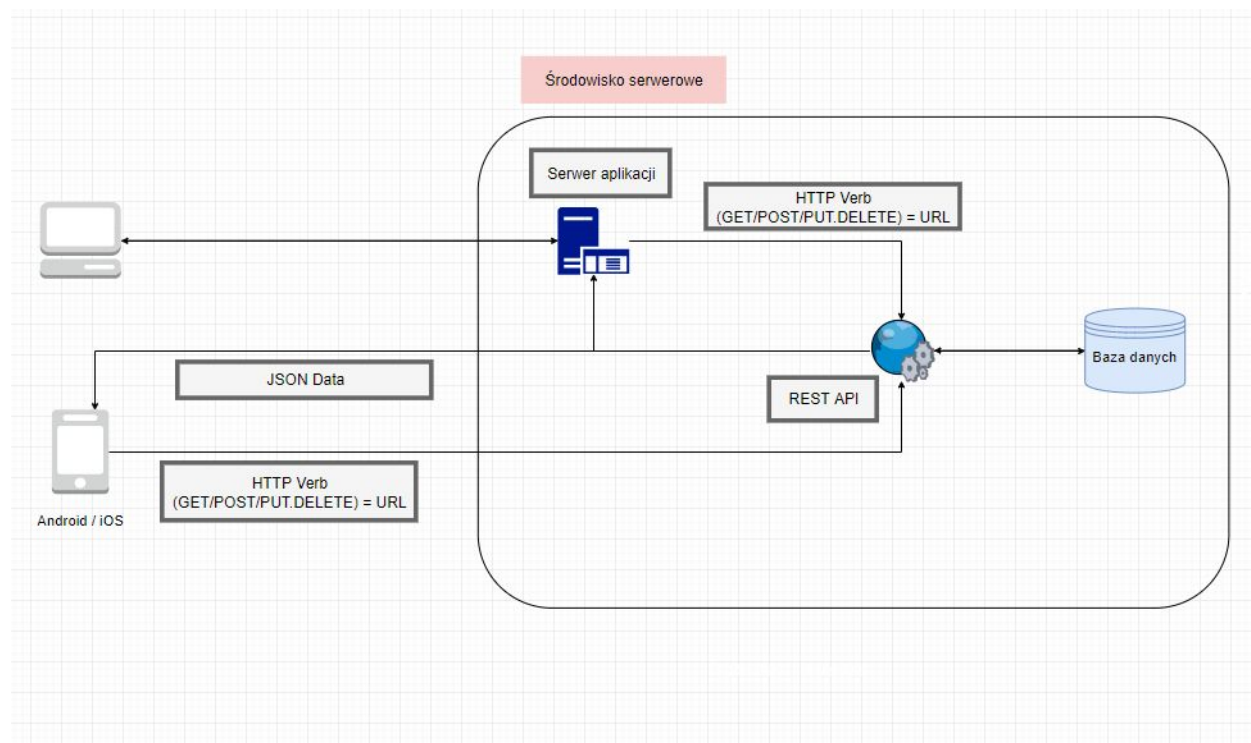 Środowisko serwerowe
Serwer aplikacji
HTTP Verb
(GET/POST/PUT.DELETE) = URL
Baza danych
JSON Data
REST API
HTTP Verb
(GET/POST/PUT.DELETE) = URL
Android / iOS